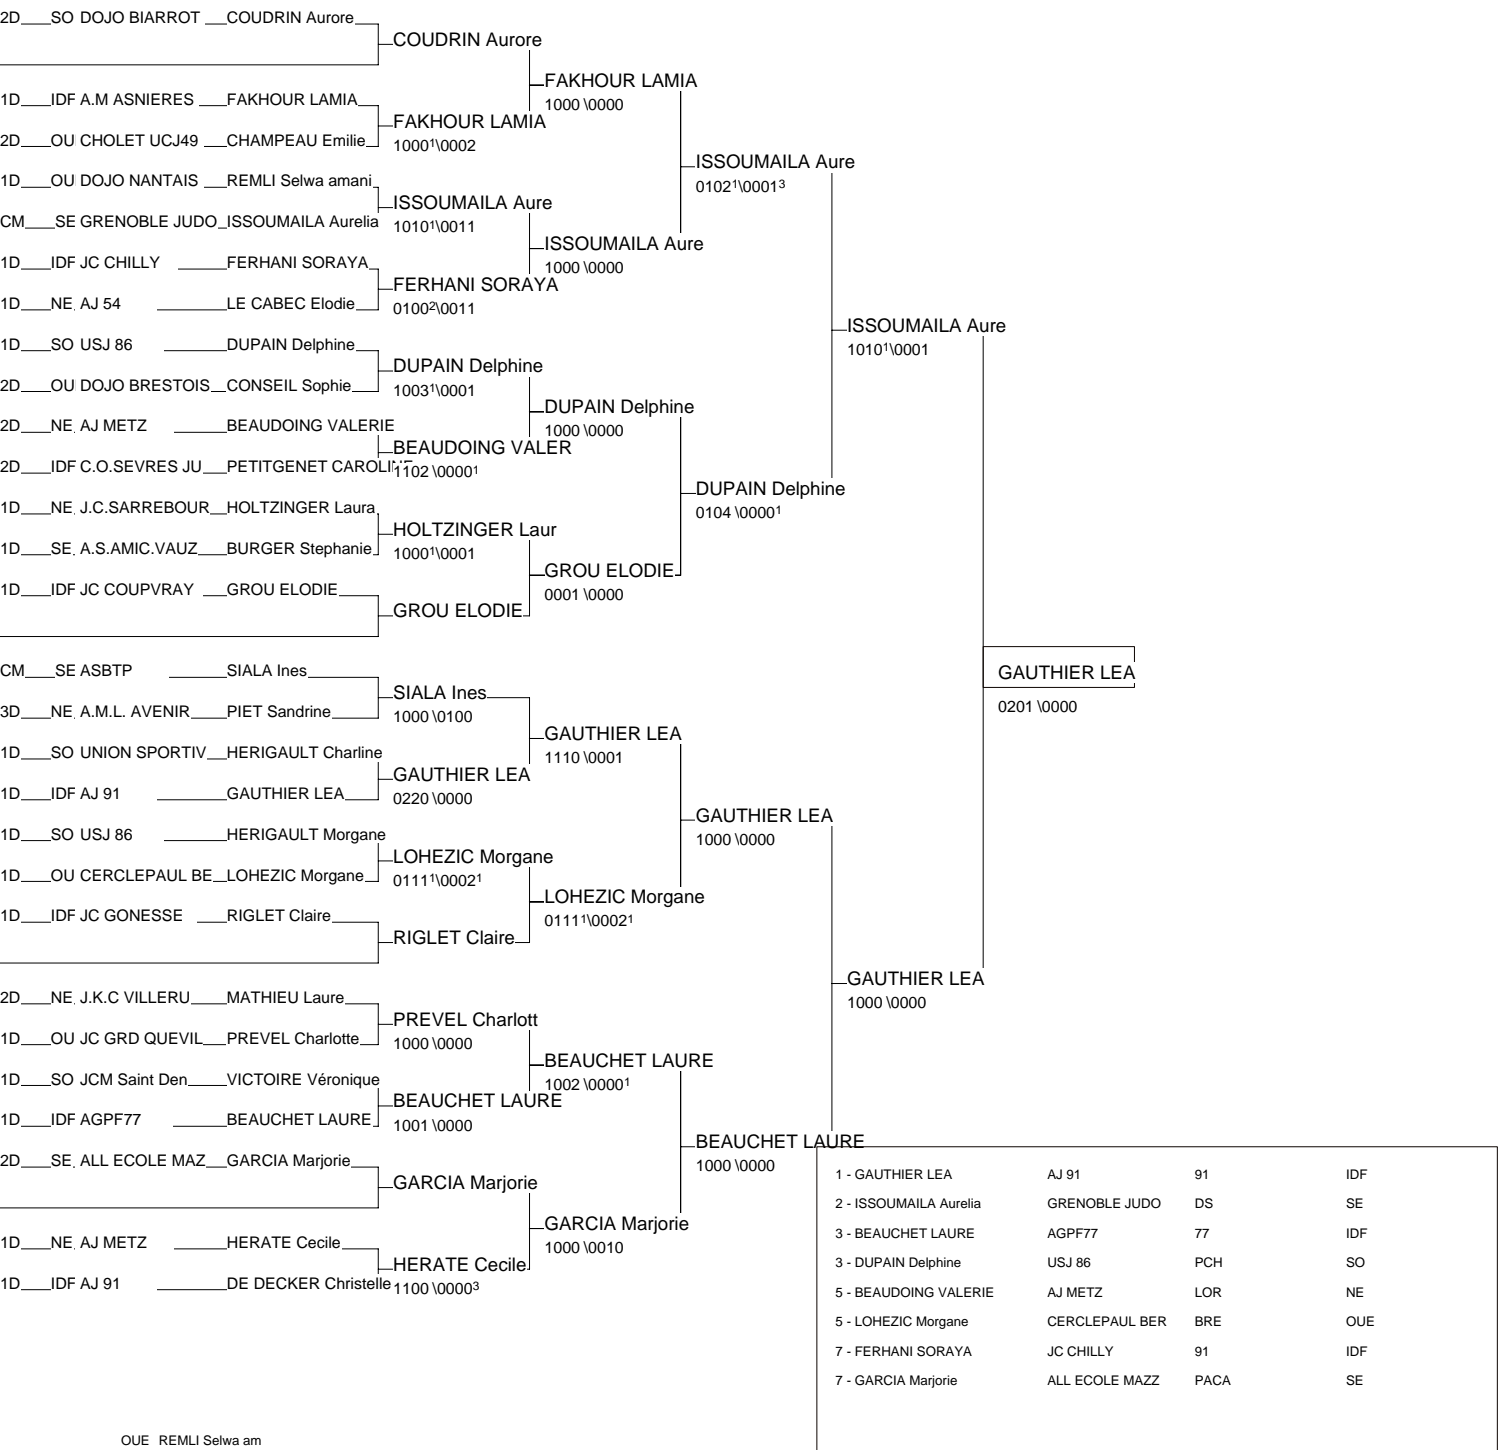 2D SO DOJO BIARROT COUDRIN Aurore
COUDRIN Aurore
FAKHOUR LAMIA
1000 \0000
1D IDF A.M ASNIERES FAKHOUR LAMIA
FAKHOUR LAMIA
1000¹\0002
2D OU CHOLET UCJ49 CHAMPEAU Emilie
ISSOUMAILA Aure
0102¹\0001³
1D OU DOJO NANTAIS REMLI Selwa amani
ISSOUMAILA Aure
1010¹\0011
CM SE GRENOBLE JUDO ISSOUMAILA Aurelia
ISSOUMAILA Aure
1000 \0000
1D IDF JC CHILLY FERHANI SORAYA
FERHANI SORAYA
0100²\0011
1D NE AJ 54 LE CABEC Elodie
ISSOUMAILA Aure
1010¹\0001
1D SO USJ 86 DUPAIN Delphine
DUPAIN Delphine
1003¹\0001
2D OU DOJO BRESTOIS CONSEIL Sophie
DUPAIN Delphine
1000 \0000
2D NE AJ METZ BEAUDOING VALERIE
BEAUDOING VALER
1102 \0000¹
2D IDF C.O.SEVRES JU PETITGENET CAROLINE
DUPAIN Delphine
0104 \0000¹
1D NE J.C.SARREBOUR HOLTZINGER Laura
HOLTZINGER Laur
1000¹\0001
1D SE A.S.AMIC.VAUZ BURGER Stephanie
GROU ELODIE
0001 \0000
1D IDF JC COUPVRAY GROU ELODIE
GROU ELODIE
GAUTHIER LEA
0201 \0000
CM SE ASBTP SIALA Ines
SIALA Ines
1000 \0100
3D NE A.M.L. AVENIR PIET Sandrine
GAUTHIER LEA
1110 \0001
1D SO UNION SPORTIV HERIGAULT Charline
GAUTHIER LEA
0220 \0000
1D IDF AJ 91 GAUTHIER LEA
GAUTHIER LEA
1000 \0000
1D SO USJ 86 HERIGAULT Morgane
LOHEZIC Morgane
0111¹\0002¹
1D OU CERCLEPAUL BE LOHEZIC Morgane
LOHEZIC Morgane
0111¹\0002¹
1D IDF JC GONESSE RIGLET Claire
RIGLET Claire
GAUTHIER LEA
1000 \0000
2D NE J.K.C VILLERU MATHIEU Laure
PREVEL Charlott
1000 \0000
1D OU JC GRD QUEVIL PREVEL Charlotte
BEAUCHET LAURE
1002 \0000¹
1D SO JCM Saint Den VICTOIRE Véronique
BEAUCHET LAURE
1001 \0000
1D IDF AGPF77 BEAUCHET LAURE
BEAUCHET LAURE
1000 \0000
2D SE ALL ECOLE MAZ GARCIA Marjorie
GARCIA Marjorie
GARCIA Marjorie
1000 \0010
1D NE AJ METZ HERATE Cecile
HERATE Cecile
1100 \0000³
1D IDF AJ 91 DE DECKER Christelle
1 - GAUTHIER LEA AJ 91 91 IDF
2 - ISSOUMAILA Aurelia GRENOBLE JUDO DS SE
3 - BEAUCHET LAURE AGPF77 77 IDF
3 - DUPAIN Delphine USJ 86 PCH SO
5 - BEAUDOING VALERIE AJ METZ LOR NE
5 - LOHEZIC Morgane CERCLEPAUL BER BRE OUE
7 - FERHANI SORAYA JC CHILLY 91 IDF
7 - GARCIA Marjorie ALL ECOLE MAZZ PACA SE
OUE REMLI Selwa am